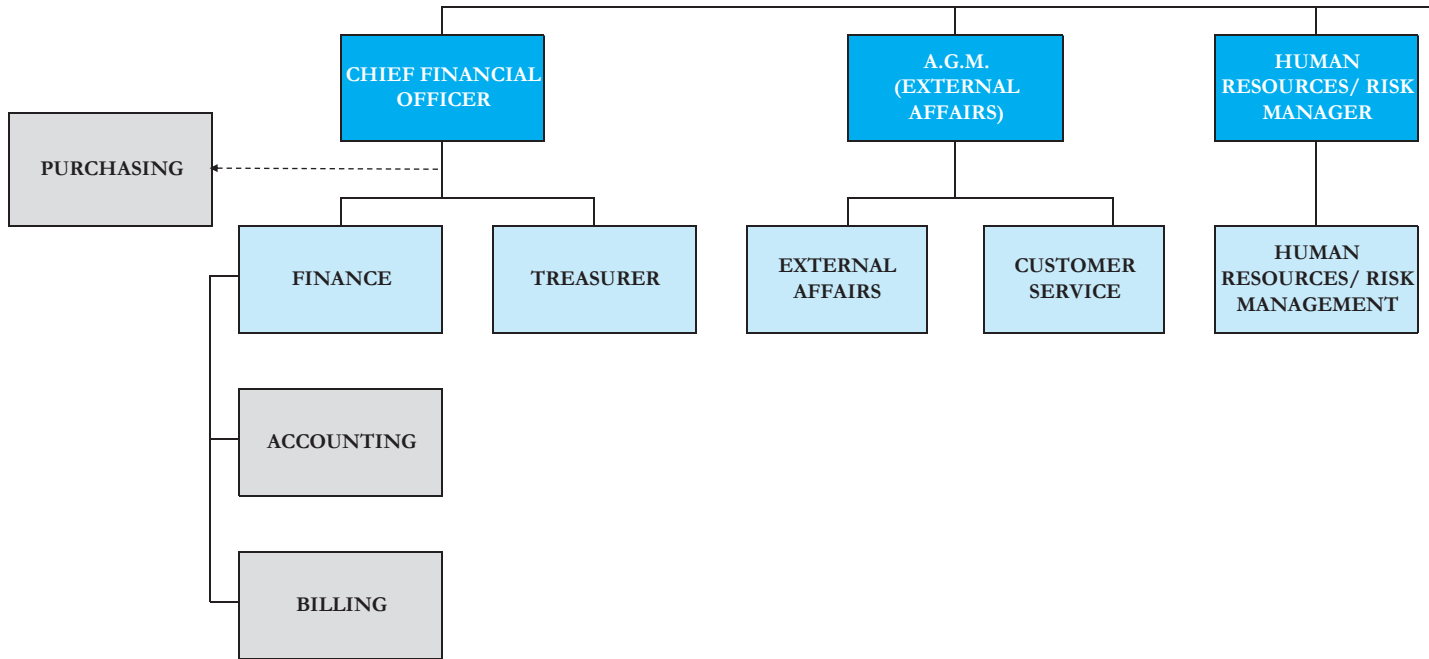 CHIEF FINANCIAL
OFFICER
A.G.M.
(EXTERNAL
AFFAIRS)
HUMAN
RESOURCES/ RISK
MANAGER
PURCHASING
FINANCE
TREASURER
EXTERNAL
AFFAIRS
CUSTOMER
SERVICE
HUMAN
RESOURCES/ RISK
MANAGEMENT
ACCOUNTING
BILLING